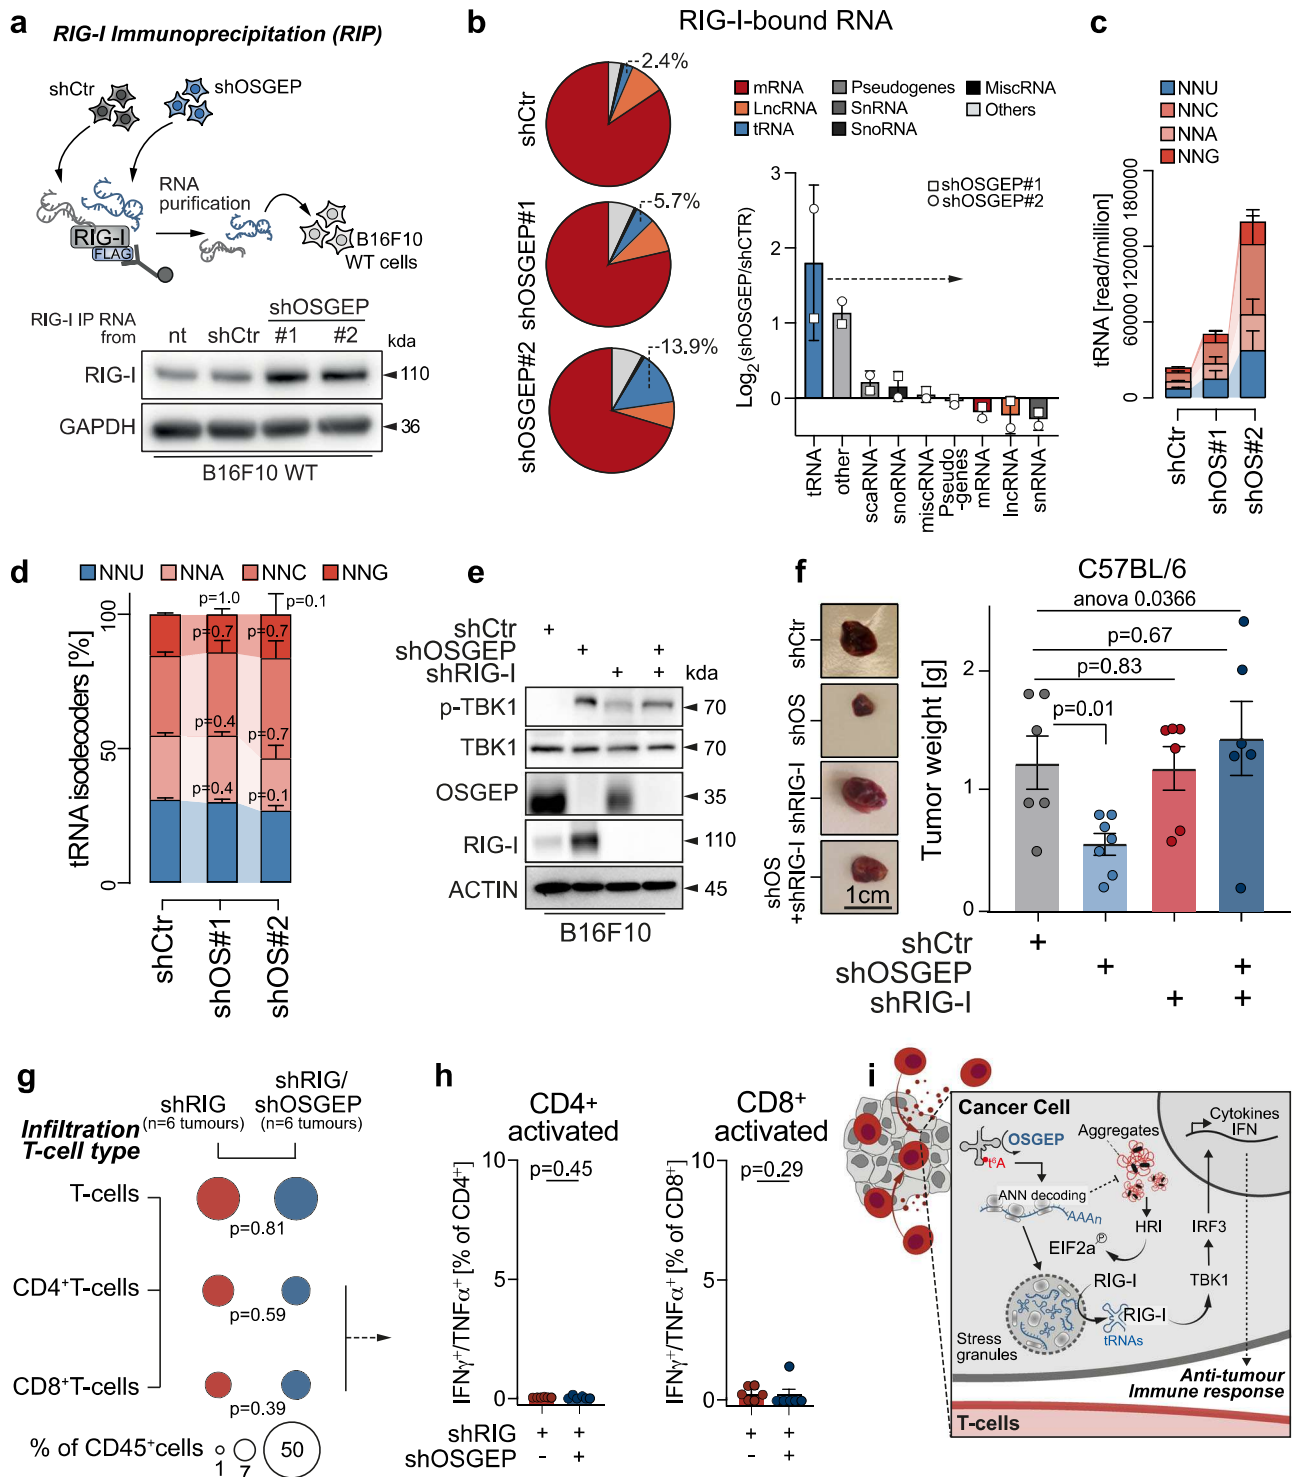 a
RIG-I Immunoprecipitation (RIP)
shCtr
shOSGEP
RNA
purification
RIG-I
FLAG
B16F10
WT cells
RIG-I IP RNA
from
nt
shCtr
shOSGEP
#1
#2
kda
RIG-I
110
GAPDH
36
B16F10 WT
b
RIG-I-bound RNA
shCtr
2.4%
shOSGEP#1
5.7%
shOSGEP#2
13.9%
mRNA
LncRNA
tRNA
Pseudogenes
SnRNA
SnoRNA
MiscRNA
Others
shOSGEP#1
shOSGEP#2
Log2(shOSGEP/shCTR)
3
2
1
0
tRNA
other
scaRNA
snoRNA
miscRNA
Pseudo
-genes
mRNA
lncRNA
snRNA
c
NNU
NNC
NNA
NNG
tRNA [read/million]
180000
120000
60000
0
shCtr
shOS#1
shOS#2
d
NNU
NNA
NNC
NNG
tRNA isodecoders [%]
100
50
0
p=1.0
p=0.1
p=0.7
p=0.7
p=0.4
p=0.7
p=0.4
p=0.1
shCtr
shOS#1
shOS#2
e
shCtr +
shOSGEP + +
shRIG-I + +
kda
p-TBK1
70
TBK1
70
OSGEP
35
RIG-I
110
ACTIN
45
B16F10
f
shCtr
shOS
shRIG-I
shOS
+shRIG-I
1cm
C57BL/6
anova 0.0366
p=0.67
p=0.83
p=0.01
Tumor weight [g]
2
1
0
shCtr +
shOSGEP + +
shRIG-I + +
g
Infiltration
T-cell type
shRIG
(n=6 tumours)
shRIG/
shOSGEP
(n=6 tumours)
T-cells
p=0.81
CD4+T-cells
p=0.59
CD8+T-cells
p=0.39
% of CD45+cells
1
7
50
h
CD4+
activated
IFNγ+/TNFα+ [% of CD4+]
10
5
0
p=0.45
CD8+
activated
IFNγ+/TNFα+ [% of CD8+]
10
5
0
p=0.29
shRIG + + + +
shOSGEP - + - +
i
Cancer Cell
OSGEP
t6A
ANN decoding
AAAn
Aggregates
HRI
EIF2a
P
RIG-I
RIG-I
tRNAs
Stress
granules
TBK1
IRF3
Cytokines
IFN
Anti-tumour
Immune response
T-cells